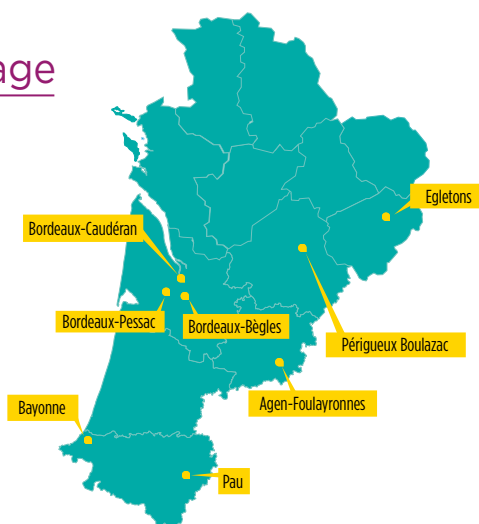 age
Egletons
Bordeaux-Caudéran
Bordeaux-Pessac
Bordeaux-Bègles
Périgueux Boulazac
Bayonne
Agen-Foulayronnes
Pau